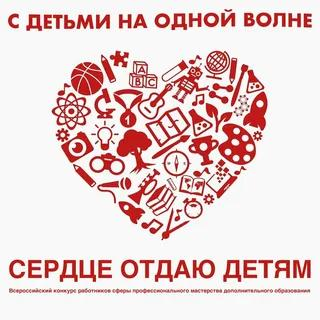 С ДЕТЬМИ НА ОДНОЙ ВОЛНЕ
A
B C
СЕРДЦЕ ОТДАЮ ДЕТЯМ
Всероссийский конкурс работников сферы профессионального мастерства дополнительного образования